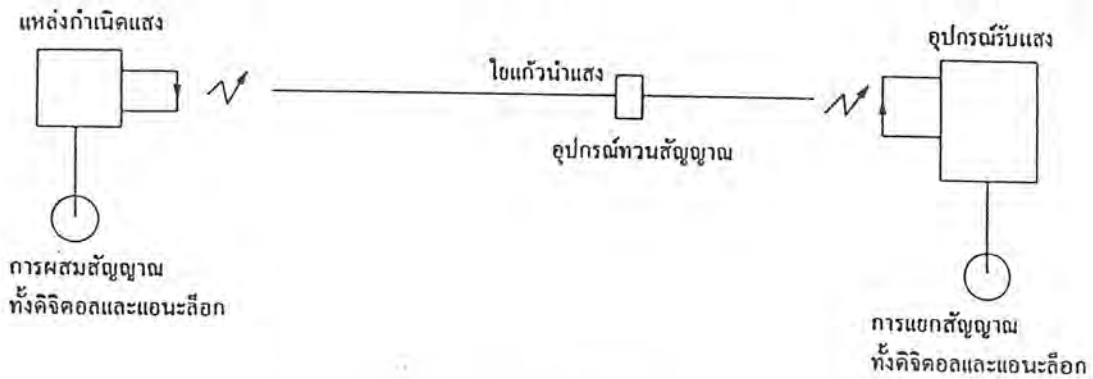 แหล่งกำเนิดแสง
อุปกรณ์รับแสง
ใยแก้วนำแสง
อุปกรณ์ทวนสัญญาณ
การผสมสัญญาณ
ทั้งดิจิตอลและแอนะล็อก
การแยกสัญญาณ
ทั้งดิจิตอลและแอนะล็อก